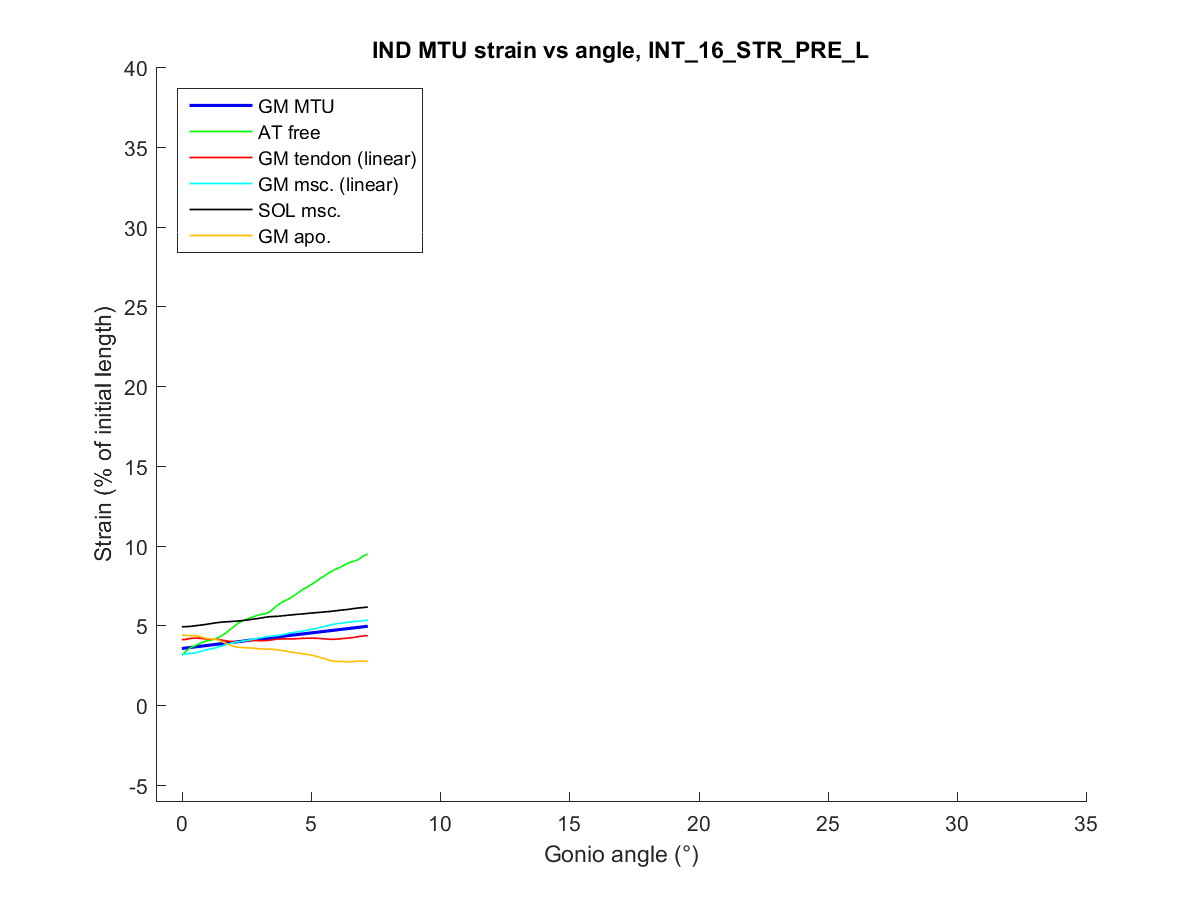 IND MTU strain vs angle, INT_16_STR_PRE_L
40
35
30
25
20
15
10
5
0
-5
Strain (% of initial length)
GM MTU
AT free
GM tendon (linear)
GM msc. (linear)
SOL msc.
GM apo.
0 5 10 15 20 25 30 35
Gonio angle (°)